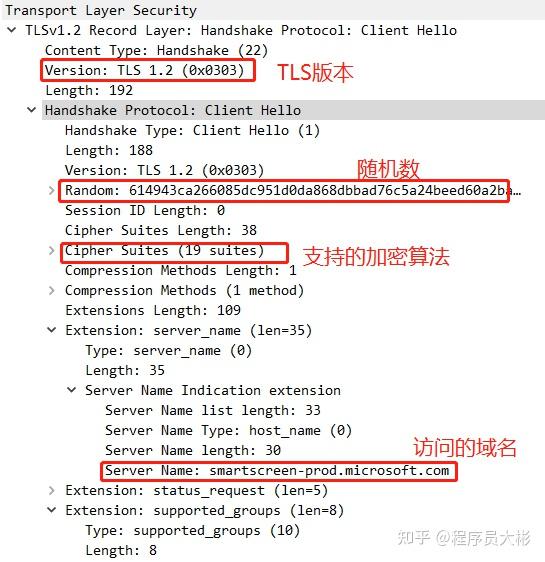 Transport Layer Security
TLSv1.2 Record Layer: Handshake Protocol: Client Hello
Content Type: Handshake (22)
Version: TLS 1.2 (0x0303) TLS版本
Length: 192
Handshake Protocol: Client Hello
Handshake Type: Client Hello (1)
Length: 188
Version: TLS 1.2 (0x0303) 随机数
Random: 614943ca266085dc951d0da868dbbad76c5a24beed60a2ba…
Session ID Length: 0
Cipher Suites Length: 38
Cipher Suites (19 suites) 支持的加密算法
Compression Methods Length: 1
Compression Methods (1 method)
Extensions Length: 109
Extension: server_name (len=35)
Type: server_name (0)
Length: 35
Server Name Indication extension
Server Name list length: 33
Server Name Type: host_name (0)
Server Name length: 30 访问的域名
Server Name: smartscreen-prod.microsoft.com
Extension: status_request (len=5)
Extension: supported_groups (len=8)
Type: supported_groups (10)
Length: 8
知乎 @程序员大彬